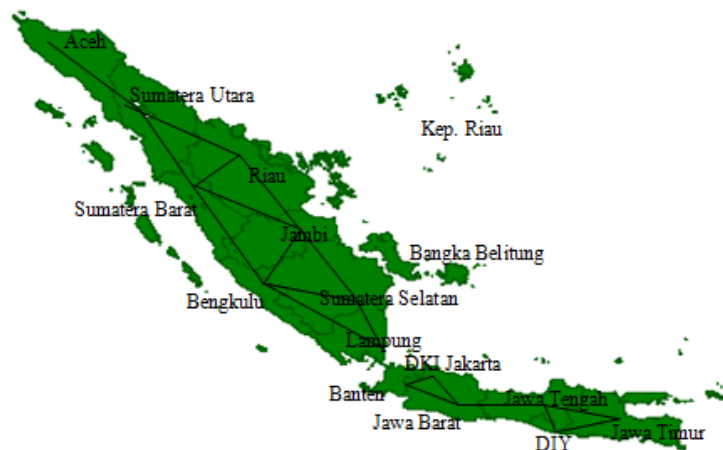 Aceh
Sumatera Utara
Kep. Riau
Riau
Sumatera Barat
Jambi
Bangka Belitung
Bengkulu
Sumatera Selatan
Lampung
DKI Jakarta
Banten
Jawa Tengah
Jawa Barat
Jawa Timur
DIY